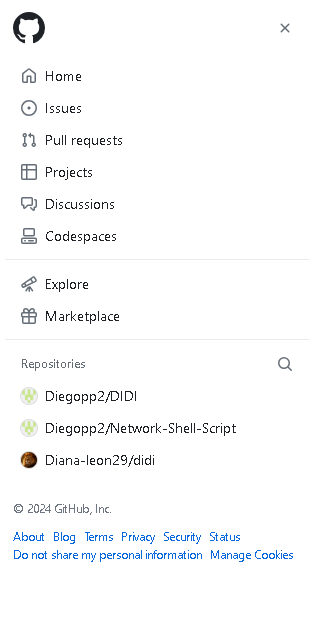 Home
Issues
Pull requests
Projects
Discussions
Codespaces
Explore
Marketplace
Repositories
Diegopp2/DIDI
Diegopp2/Network-Shell-Script
Diana-leon29/didi
© 2024 GitHub, Inc.
About Blog Terms Privacy Security Status
Do not share my personal information Manage Cookies